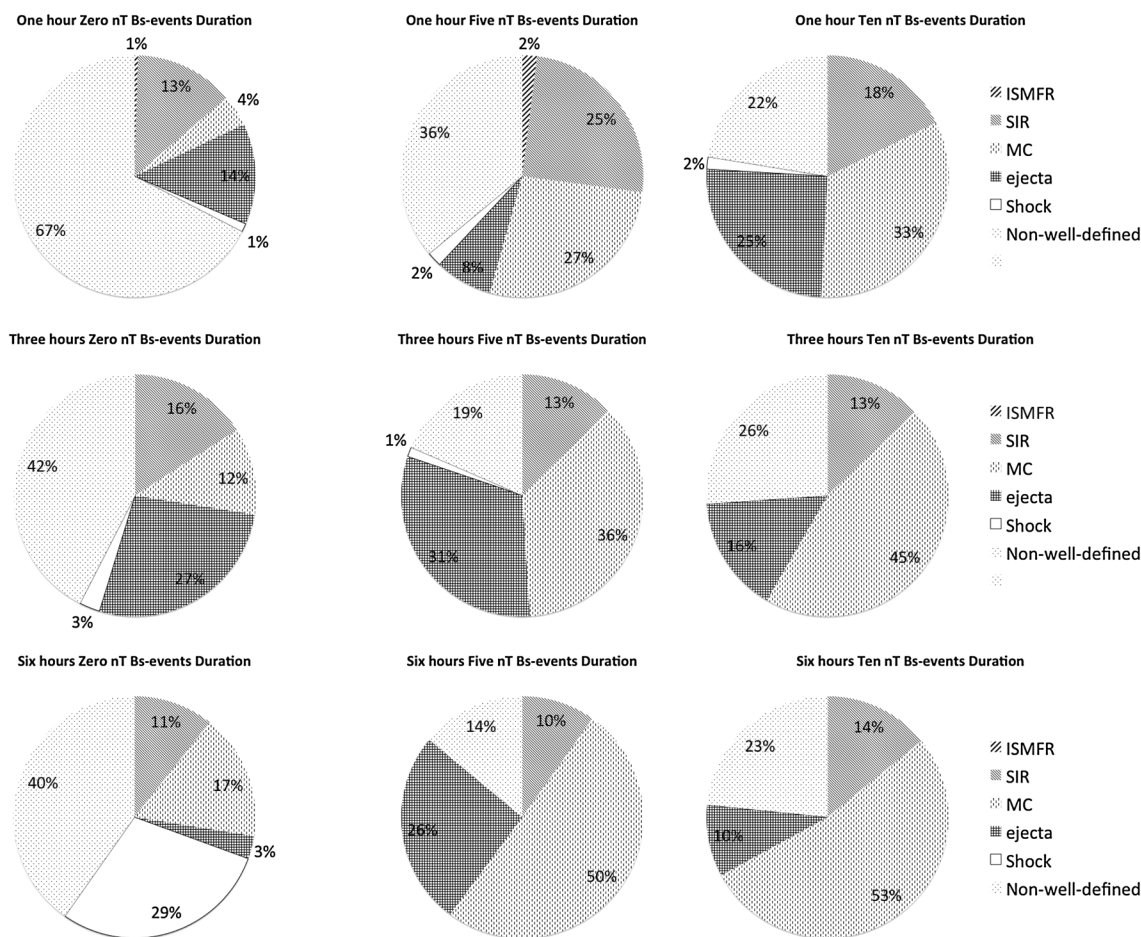 One hour Zero nT Bs-events Duration
1%
13%
4%
14%
1%
67%
One hour Five nT Bs-events Duration
2%
25%
27%
8%
2%
36%
One hour Ten nT Bs-events Duration
18%
33%
25%
2%
22%
ISMFR
SIR
MC
ejecta
Shock
Non-well-defined
Three hours Zero nT Bs-events Duration
16%
12%
27%
3%
42%
Three hours Five nT Bs-events Duration
13%
36%
31%
1%
19%
Three hours Ten nT Bs-events Duration
13%
45%
16%
26%
ISMFR
SIR
MC
ejecta
Shock
Non-well-defined
Six hours Zero nT Bs-events Duration
11%
17%
3%
29%
40%
Six hours Five nT Bs-events Duration
10%
50%
26%
14%
Six hours Ten nT Bs-events Duration
14%
53%
10%
23%
ISMFR
SIR
MC
ejecta
Shock
Non-well-defined